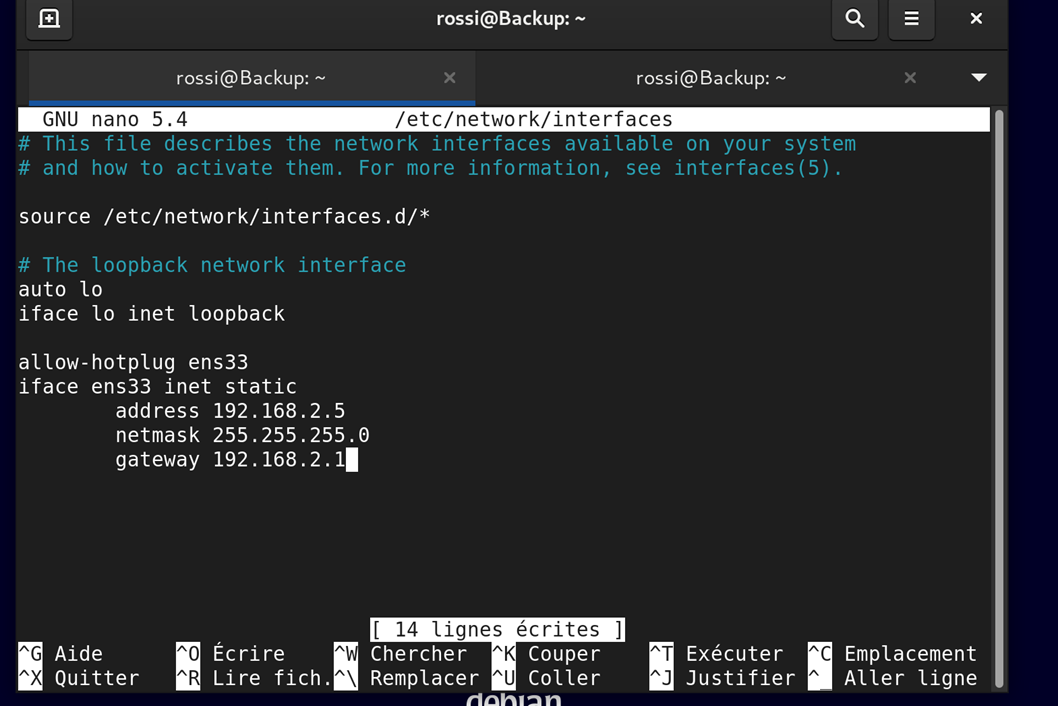 rossi@Backup: ~
rossi@Backup: ~ rossi@Backup: ~
GNU nano 5.4 /etc/network/interfaces
# This file describes the network interfaces available on your system
# and how to activate them. For more information, see interfaces(5).
source /etc/network/interfaces.d/*
# The loopback network interface
auto lo
iface lo inet loopback
allow-hotplug ens33
iface ens33 inet static
address 192.168.2.5
netmask 255.255.255.0
gateway 192.168.2.1
[ 14 lignes écrites ]
^G Aide ^O Écrire ^W Chercher ^K Couper ^T Exécuter ^C Emplacement
^X Quitter ^R Lire fich. ^\ Remplacer ^U Coller ^J Justifier ^_ Aller ligne
debian